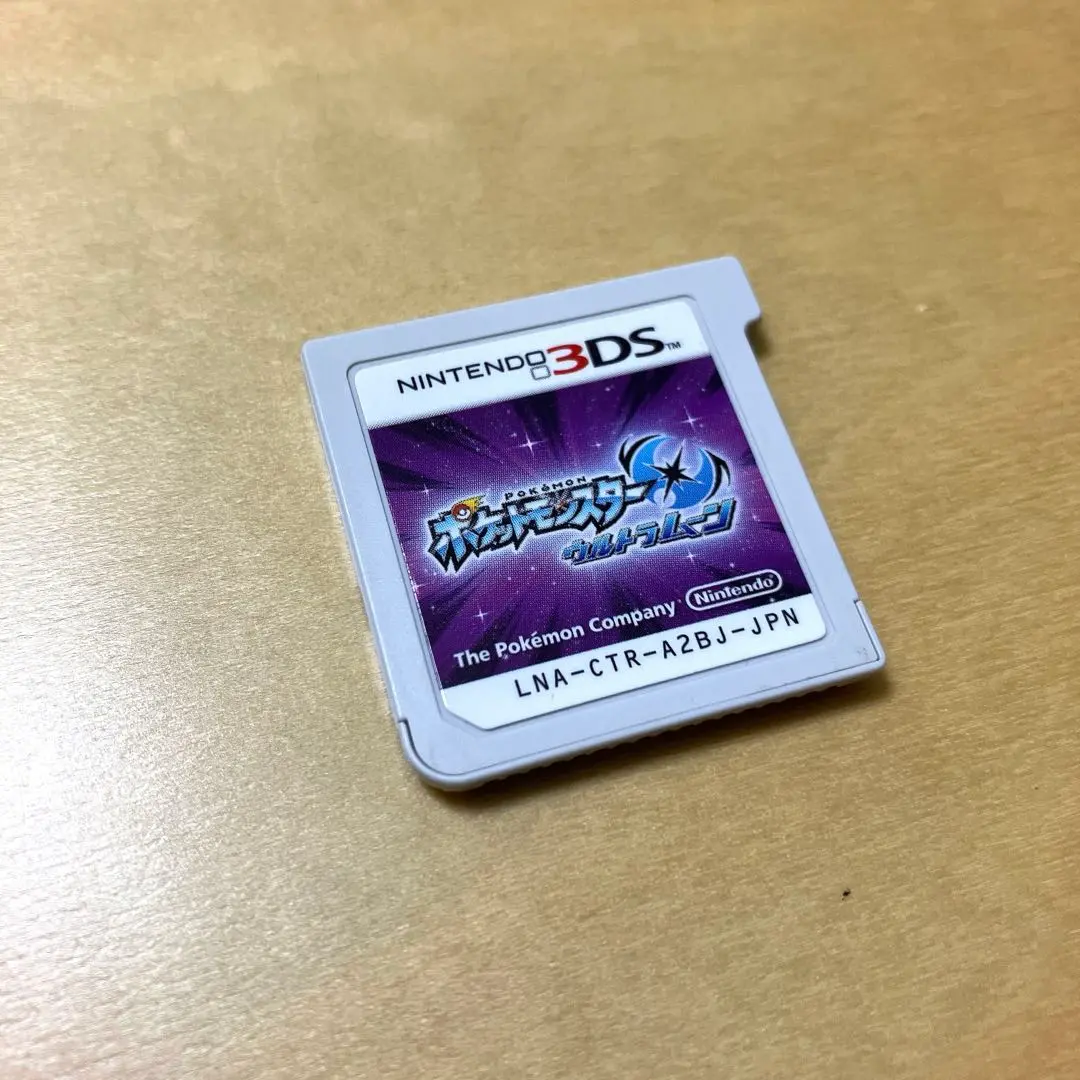 NINTENDO 3DS™
POKéMON
ポケットモンスター
ウルトラムーン
The Pokémon Company Nintendo®
LNA-CTR-A2BJ-JPN